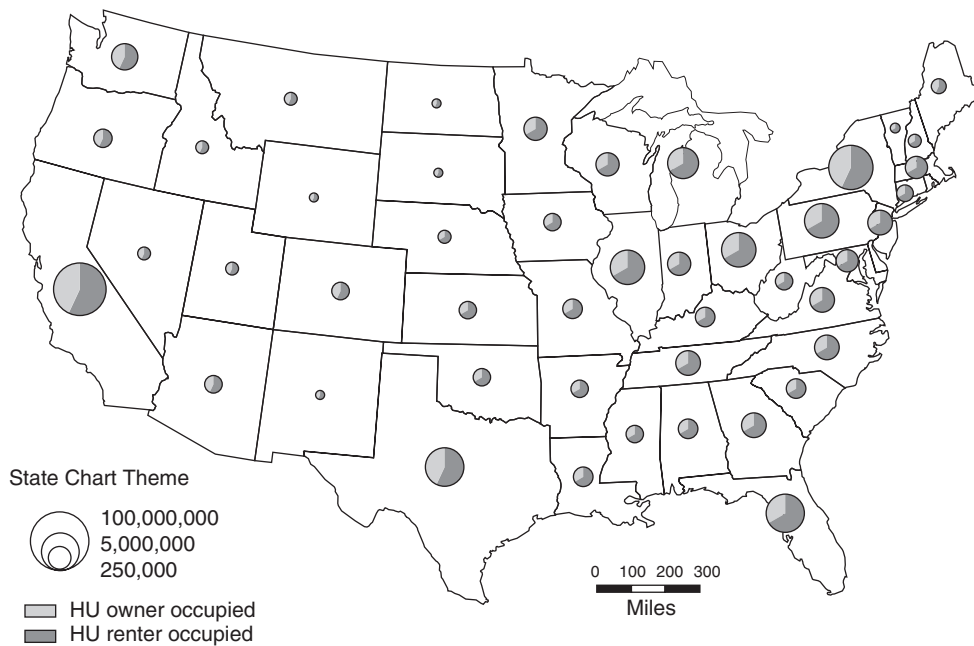 State Chart Theme
100,000,000
5,000,000
250,000
HU owner occupied
HU renter occupied
0 100 200 300
Miles